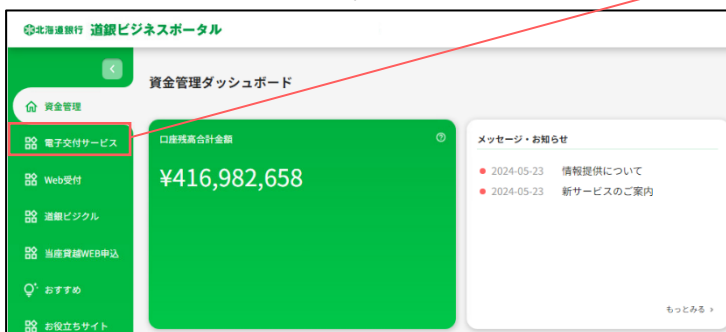 北海道銀行 道銀ビジネスポータル
資金管理ダッシュボード
資金管理
電子交付サービス
Web受付
道銀ビジクル
当座貸越WEB申込
おすすめ
お役立ちサイト
口座残高合計金額
¥416,982,658
メッセージ・お知らせ
2024-05-23 情報提供について
2024-05-23 新サービスのご案内
もっとみる ›